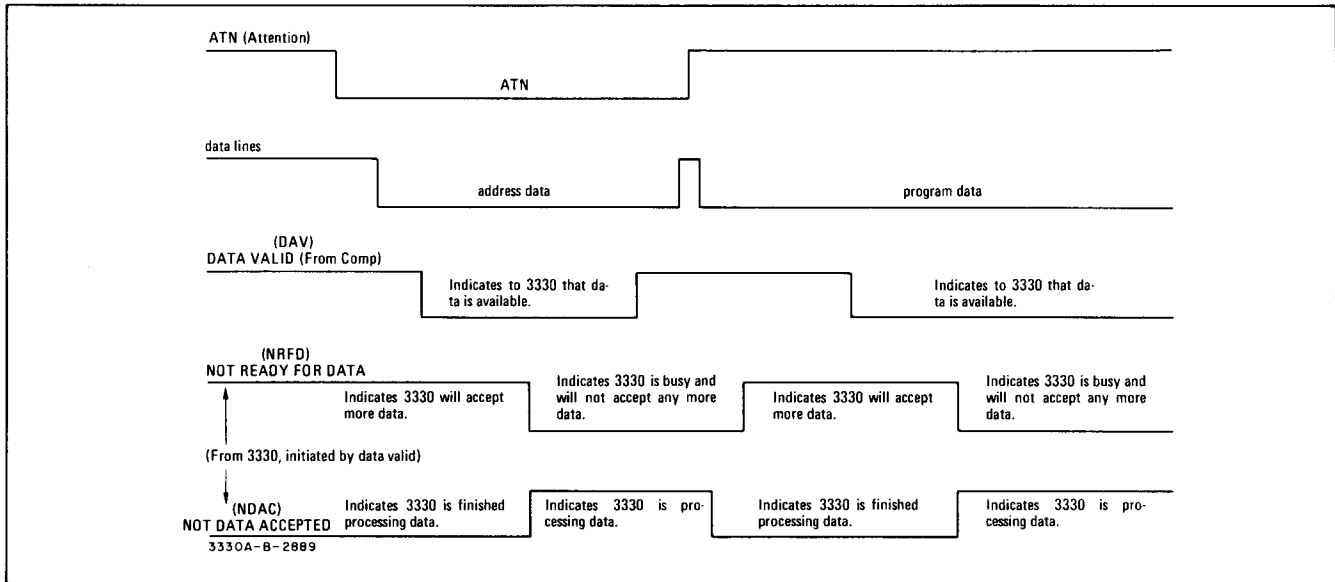 ATN (Attention)
ATN
data lines
address data
program data
(DAV)
DATA VALID (From Comp)
Indicates to 3330 that da-
ta is available.
Indicates to 3330 that da-
ta is available.
(NRFD)
NOT READY FOR DATA
Indicates 3330 will accept
more data.
Indicates 3330 is busy and
will not accept any more
data.
Indicates 3330 will accept
more data.
Indicates 3330 is busy and
will not accept any more
data.
(From 3330, initiated by data valid)
(NDAC)
NOT DATA ACCEPTED
Indicates 3330 is finished
processing data.
Indicates 3330 is pro-
cessing data.
Indicates 3330 is finished
processing data.
Indicates 3330 is pro-
cessing data.
3330A-B-2889